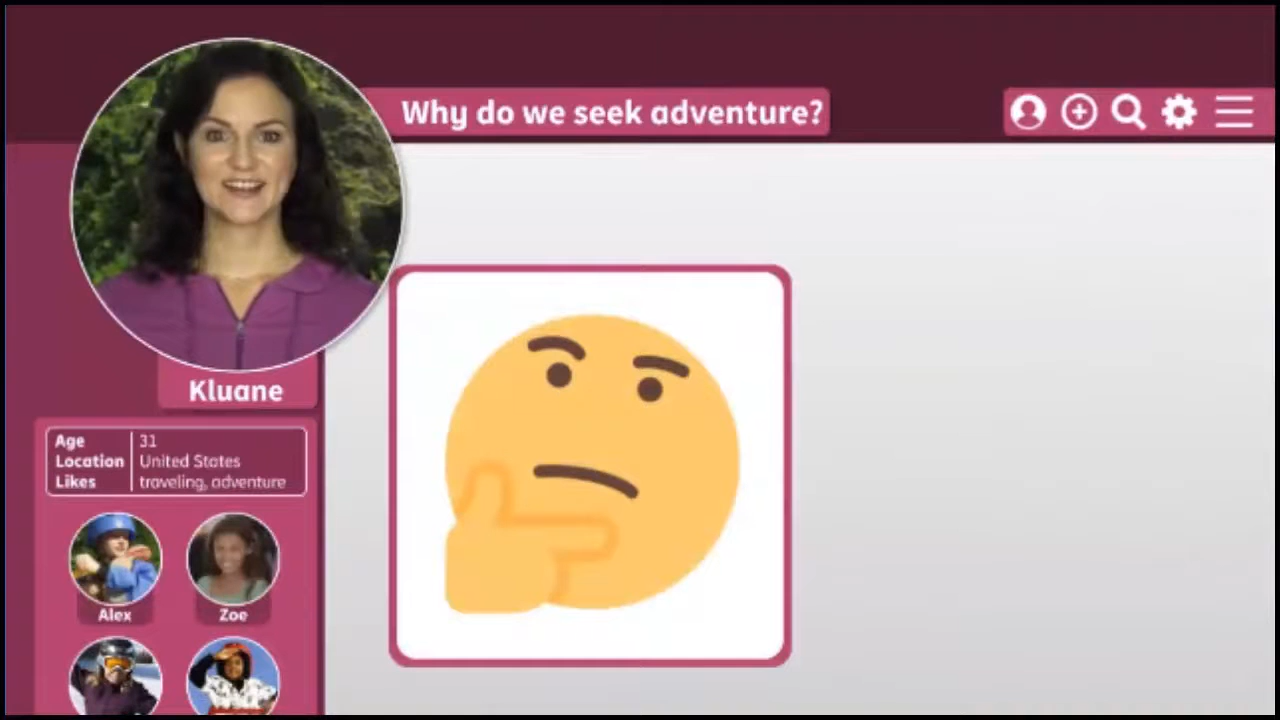 Why do we seek adventure?
Kluane
Age 31
Location United States
Likes traveling, adventure
Alex Zoe